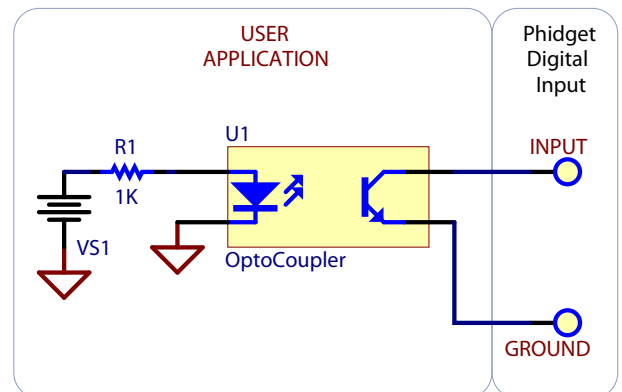 USER
APPLICATION
Phidget
Digital
Input
U1
R1
INPUT
1K
VS1
OptoCoupler
GROUND